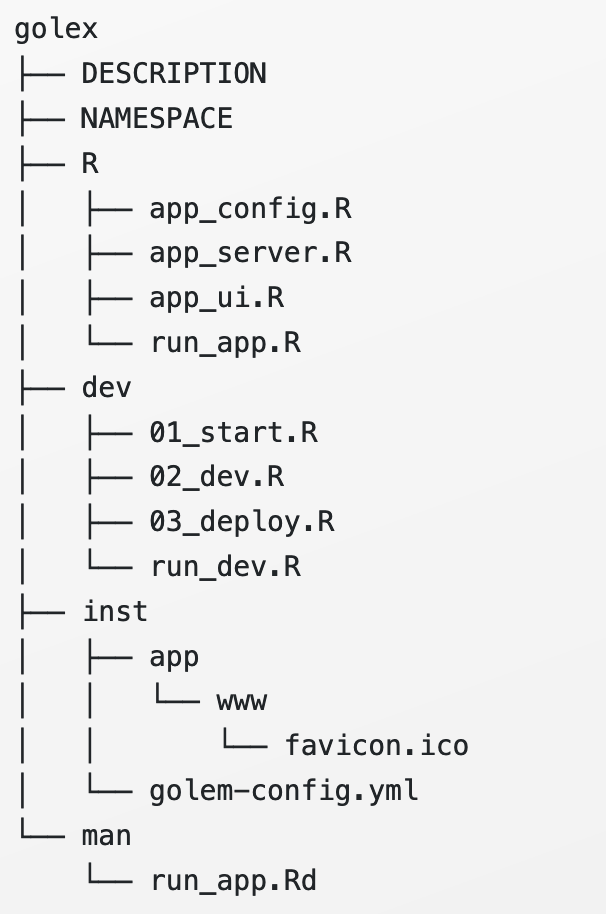 golex
├── DESCRIPTION
├── NAMESPACE
├── R
│   ├── app_config.R
│   ├── app_server.R
│   ├── app_ui.R
│   └── run_app.R
├── dev
│   ├── 01_start.R
│   ├── 02_dev.R
│   ├── 03_deploy.R
│   └── run_dev.R
├── inst
│   ├── app
│   │   └── www
│   │       └── favicon.ico
│   └── golem-config.yml
└── man
    └── run_app.Rd